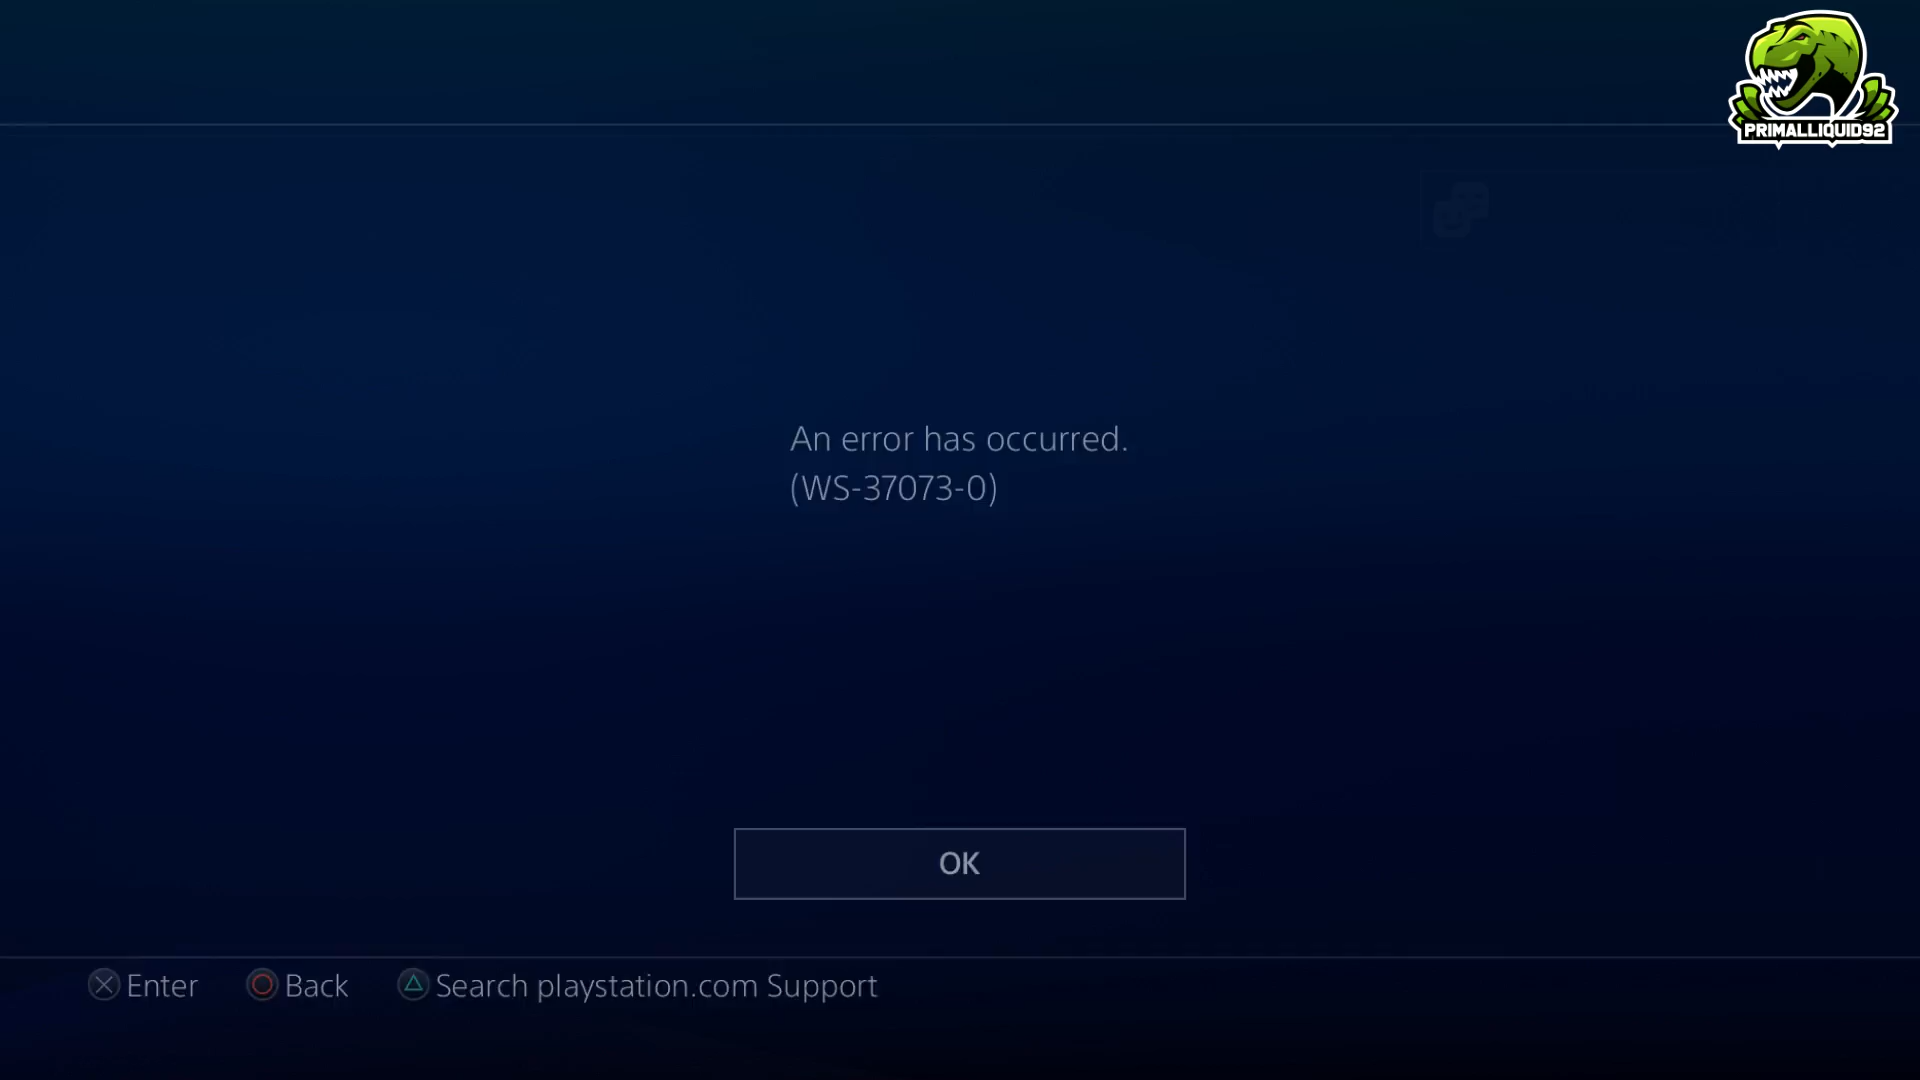 PRIMALLIQUID92
An error has occurred.
(WS-37073-0)
OK
Enter Back Search playstation.com Support